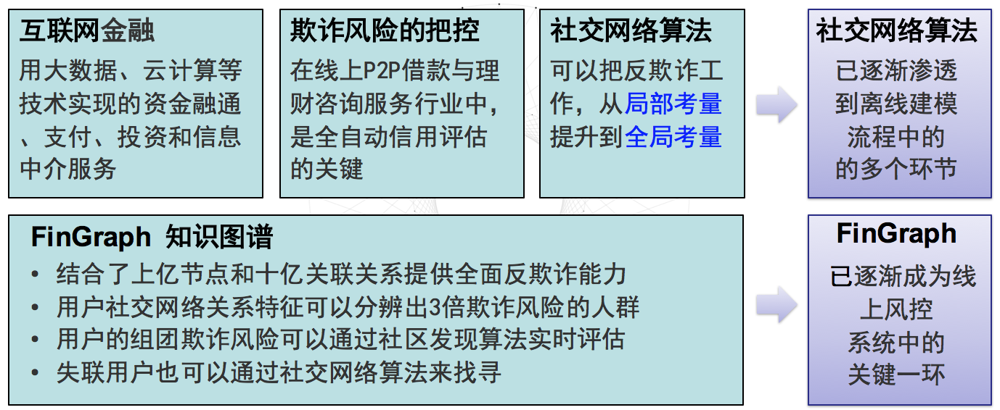 互联网金融
用大数据、云计算等
技术实现的资金融通
、支付、投资和信息
中介服务
欺诈风险的把控
在线上P2P借款与理
财咨询服务行业中，
是全自动信用评估
的关键
社交网络算法
可以把反欺诈工
作，从局部考量
提升到全局考量
社交网络算法
已逐渐渗透
到离线建模
流程中的
的多个环节
FinGraph 知识图谱
• 结合了上亿节点和十亿关联关系提供全面反欺诈能力
• 用户社交网络关系特征可以分辨出3倍欺诈风险的人群
• 用户的组团欺诈风险可以通过社区发现算法实时评估
• 失联用户也可以通过社交网络算法来找寻
FinGraph
已逐渐成为线
上风控
系统中的
关键一环